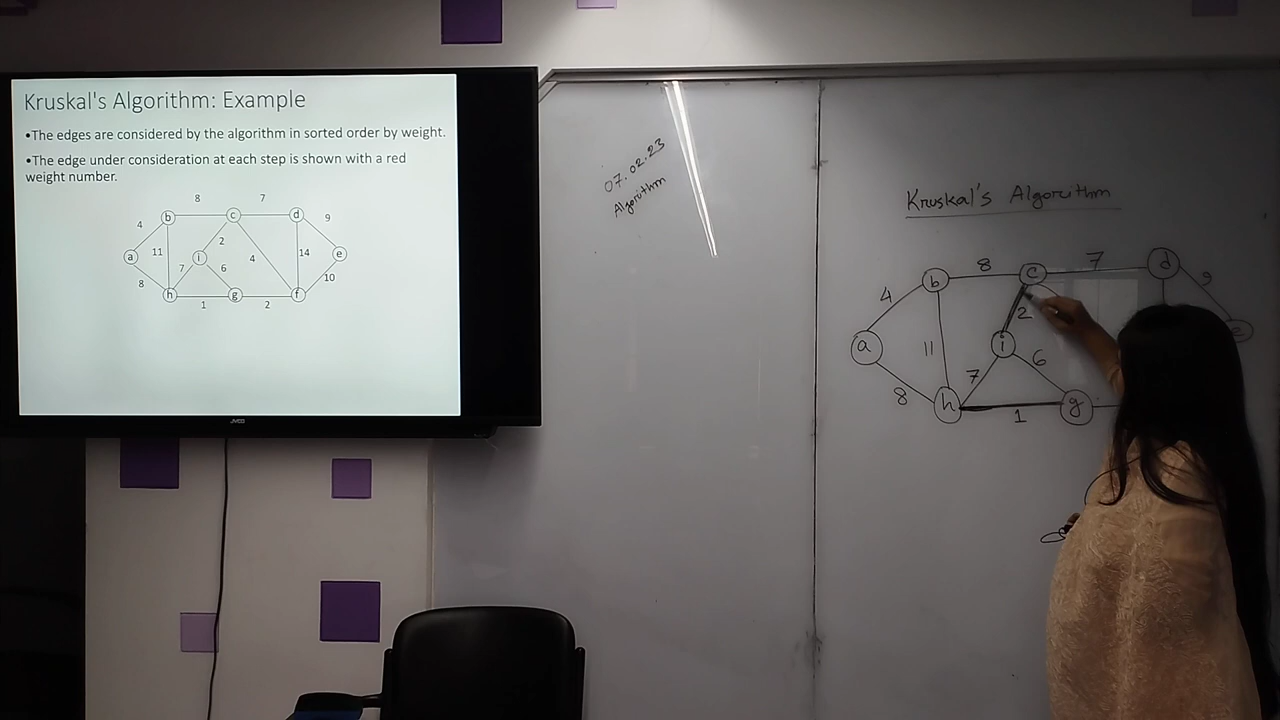 Kruskal's Algorithm: Example
•The edges are considered by the algorithm in sorted order by weight.
•The edge under consideration at each step is shown with a red
weight number.
8 7
b c d
4 9
2
a 11 i 4 14 e
7 6
8 10
h g f
1 2
JVCO
07.02.23
Algorithm
Kruskal's Algorithm
8 7
b c d
4 9
2
a 11 i e
7 6
8
h g
1